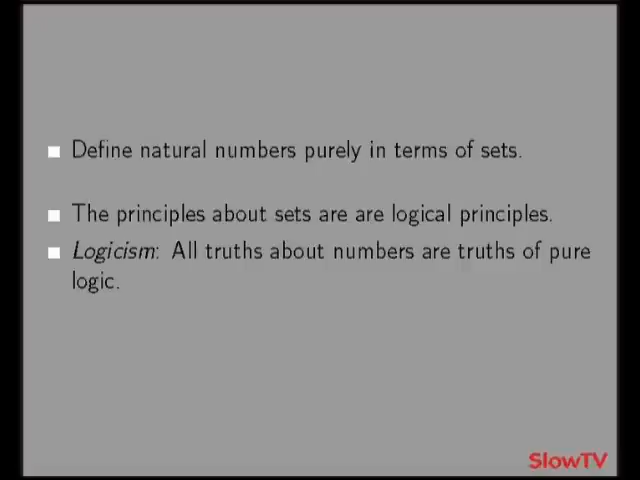 Define natural numbers purely in terms of sets.
The principles about sets are are logical principles.
Logicism: All truths about numbers are truths of pure
logic.
SlowTV